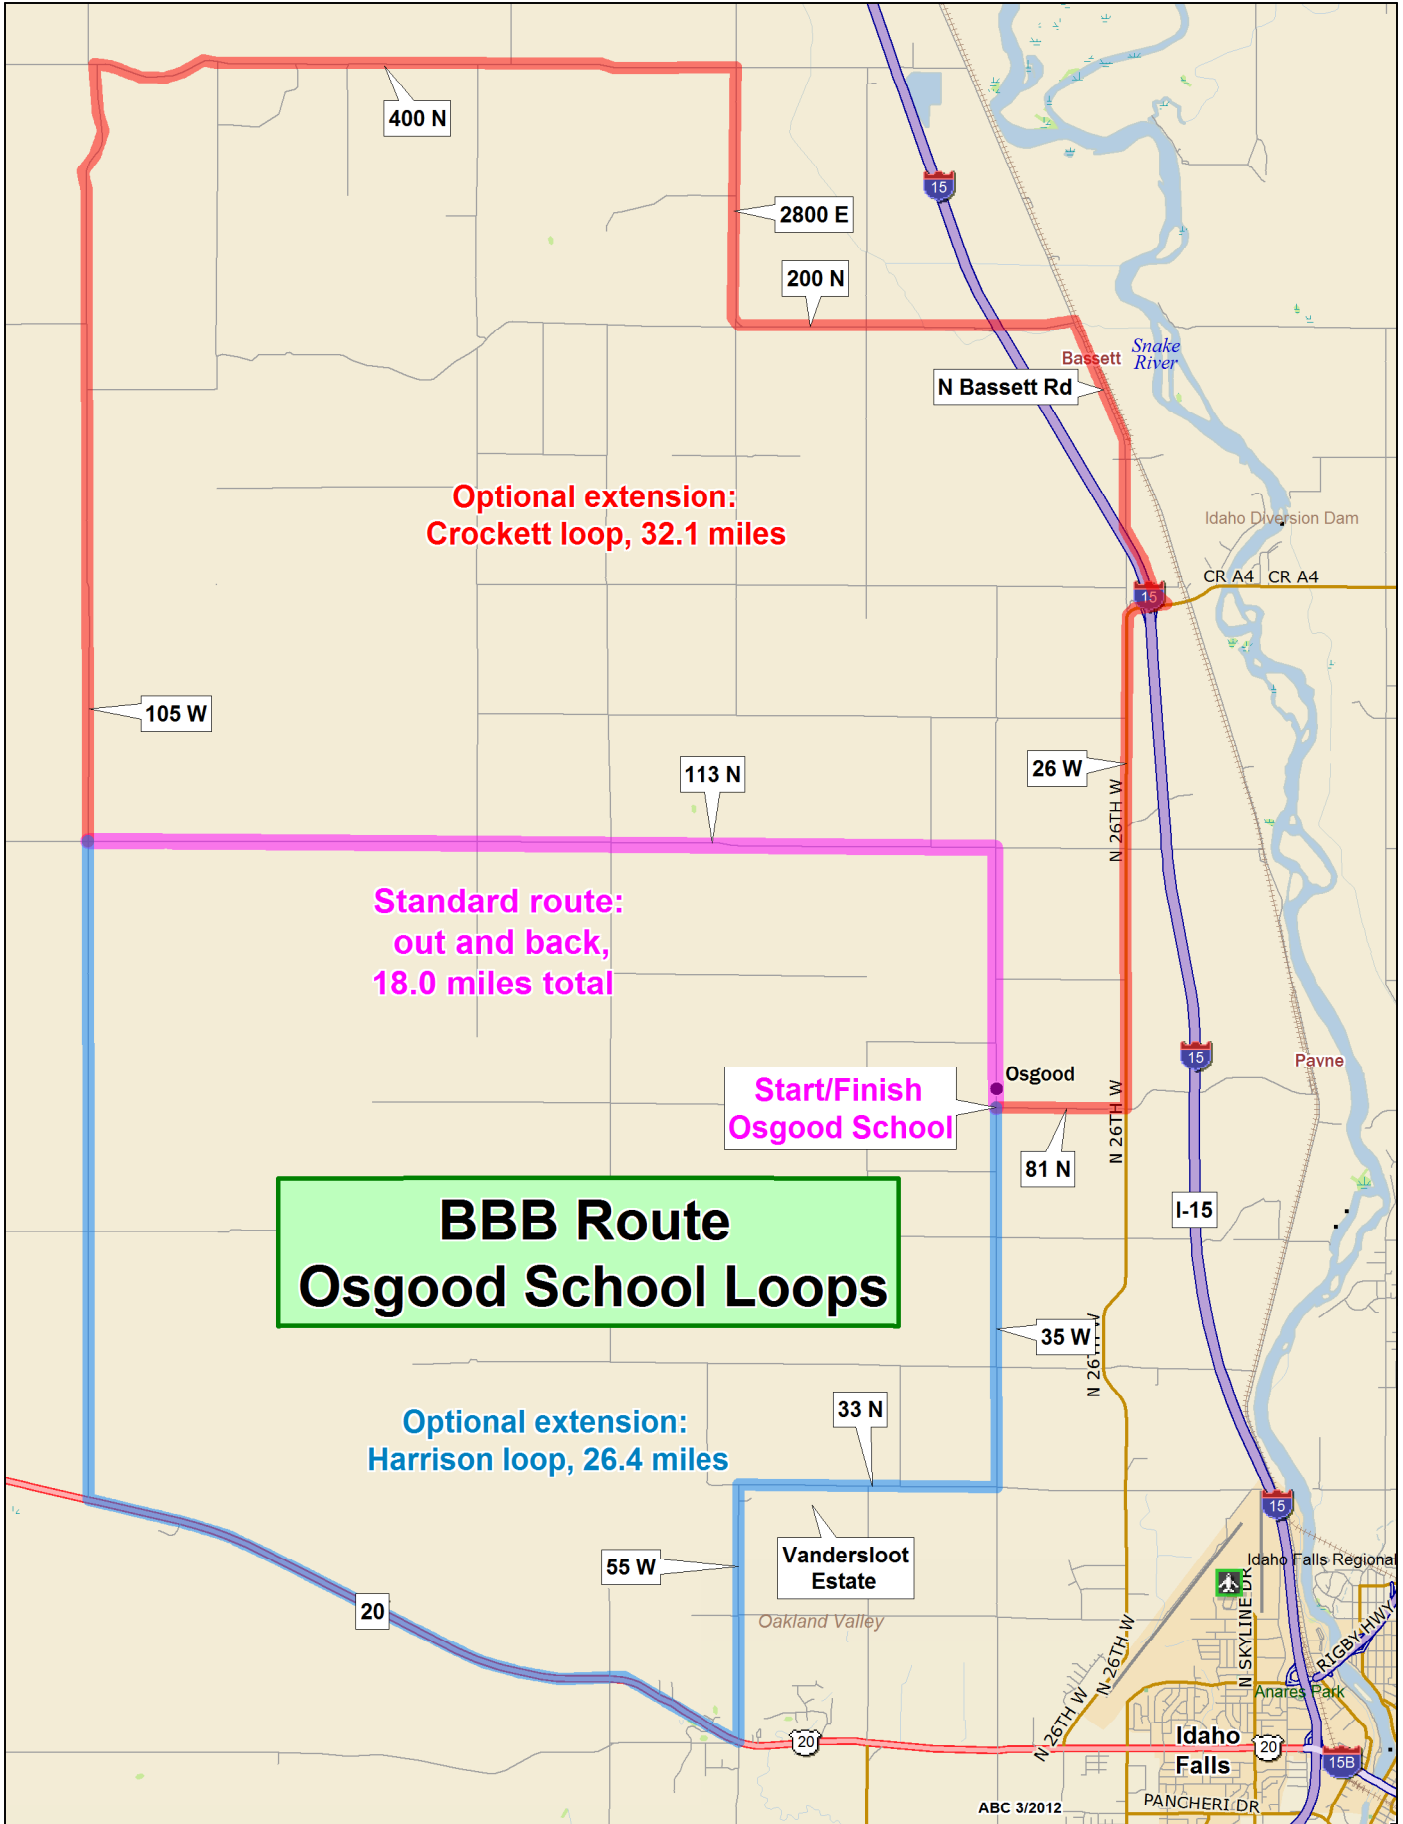 400 N
15
2800 E
200 N
Bassett
Snake
River
N Bassett Rd
Optional extension:
Crockett loop, 32.1 miles
Idaho Diversion Dam
CR A4 CR A4
15
105 W
113 N
26 W
N 26TH W
Standard route:
out and back,
18.0 miles total
15
Osgood
Payne
Start/Finish
Osgood School
N 26TH W
81 N
BBB Route
Osgood School Loops
I-15
35 W
N 26TH W
33 N
Optional extension:
Harrison loop, 26.4 miles
15
Vandersloot
Estate
55 W
Idaho Falls Regional
20
Oakland Valley
N 26TH W
N SKYLINE DR
RIGBY HWY
Anares Park
N 26TH W
20
Idaho
Falls
20
15B
PANCHERI DR
ABC 3/2012